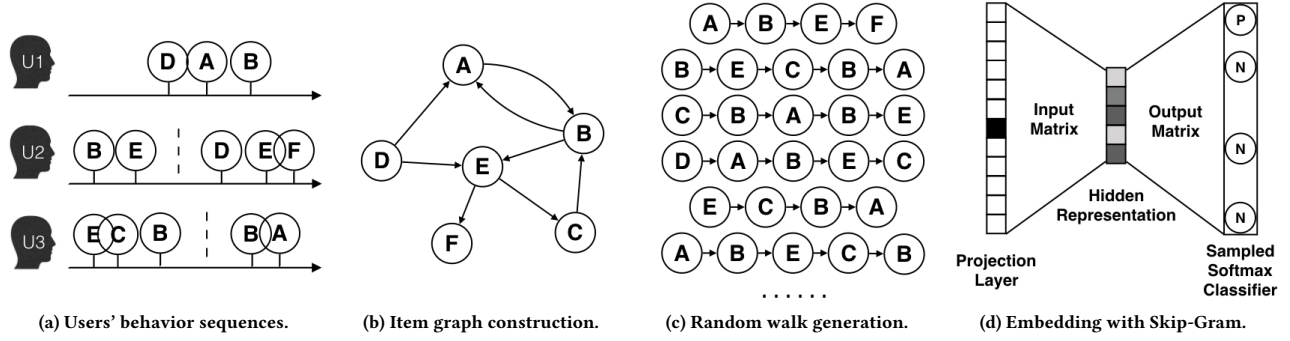 U1 D A B
U2 B E D E F
U3 E C B B A
(a) Users' behavior sequences.
A
B
D
E
F
C
(b) Item graph construction.
A B E F
B E C B A
C B A B E
D A B E C
E C B A
A B E C B
......
(c) Random walk generation.
P
N
N
N
Input
Matrix
Output
Matrix
Hidden
Representation
Projection
Layer
Sampled
Softmax
Classifier
(d) Embedding with Skip-Gram.